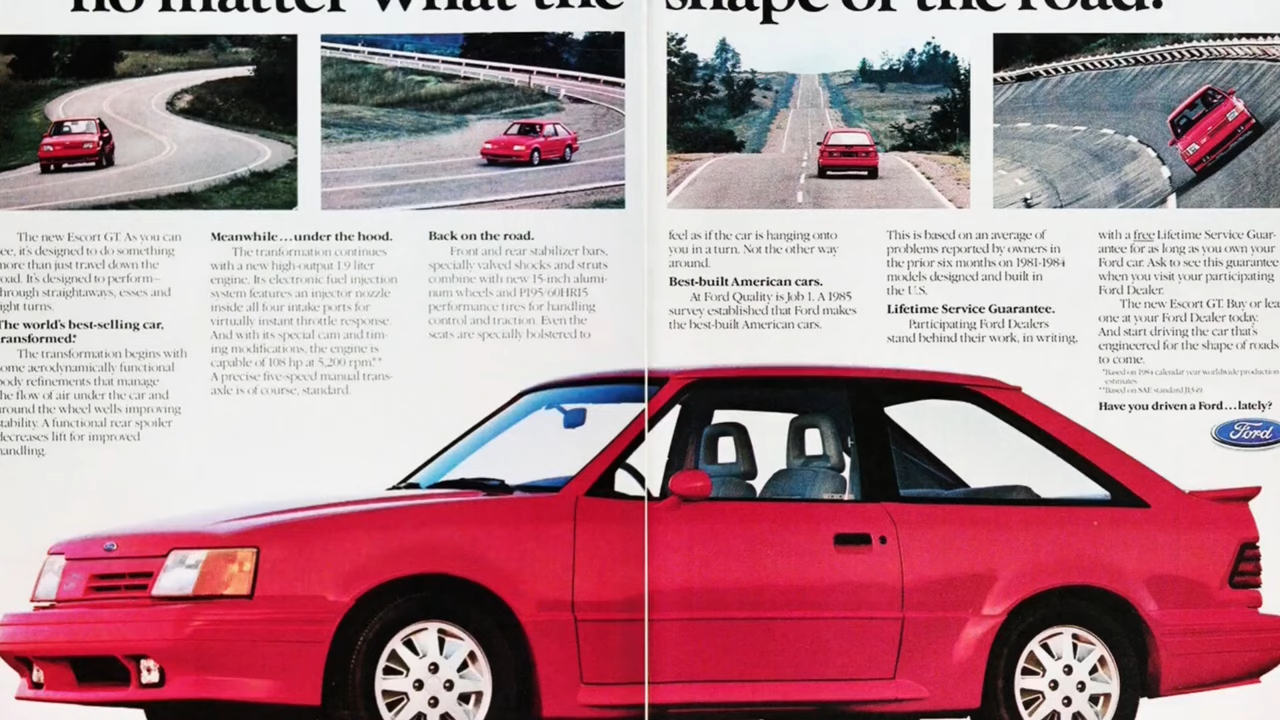 no matter what the shape of the road.
The new Escort GT. As you can
see, it's designed to do something
more than just travel down the
road. It's designed to perform—
through straightaways, esses and
tight turns.
The world's best-selling car,
transformed.*
The transformation begins with
some aerodynamically functional
body refinements that manage
the flow of air under the car and
around the wheel wells improving
stability. A functional rear spoiler
decreases lift for improved
handling.
Meanwhile...under the hood.
The tranformation continues
with a new high-output 1.9 liter
engine. Its electronic fuel injection
system features an injector nozzle
inside all four intake ports for
virtually instant throttle response.
And with its special cam and tim-
ing modifications, the engine is
capable of 108 hp at 5,200 rpm.**
A precise five-speed manual trans-
axle is of course, standard.
Back on the road.
Front and rear stabilizer bars,
specially valved shocks and struts
combine with new 15-inch alumi-
num wheels and P195/60HR15
performance tires for handling
control and traction. Even the
seats are specially bolstered to
feel as if the car is hanging onto
you in a turn. Not the other way
around.
Best-built American cars.
At Ford Quality is Job 1. A 1985
survey established that Ford makes
the best-built American cars.
This is based on an average of
problems reported by owners in
the prior six months on 1981-1984
models designed and built in
the U.S.
Lifetime Service Guarantee.
Participating Ford Dealers
stand behind their work, in writing,
with a free Lifetime Service Guar-
antee for as long as you own your
Ford car. Ask to see this guarantee
when you visit your participating
Ford Dealer.
The new Escort GT. Buy or lea
one at your Ford Dealer today.
And start driving the car that's
engineered for the shape of roads
to come.
*Based on 1984 calendar year worldwide production
estimates.
**Based on SAE standard J1349.
Have you driven a Ford...lately?
Ford